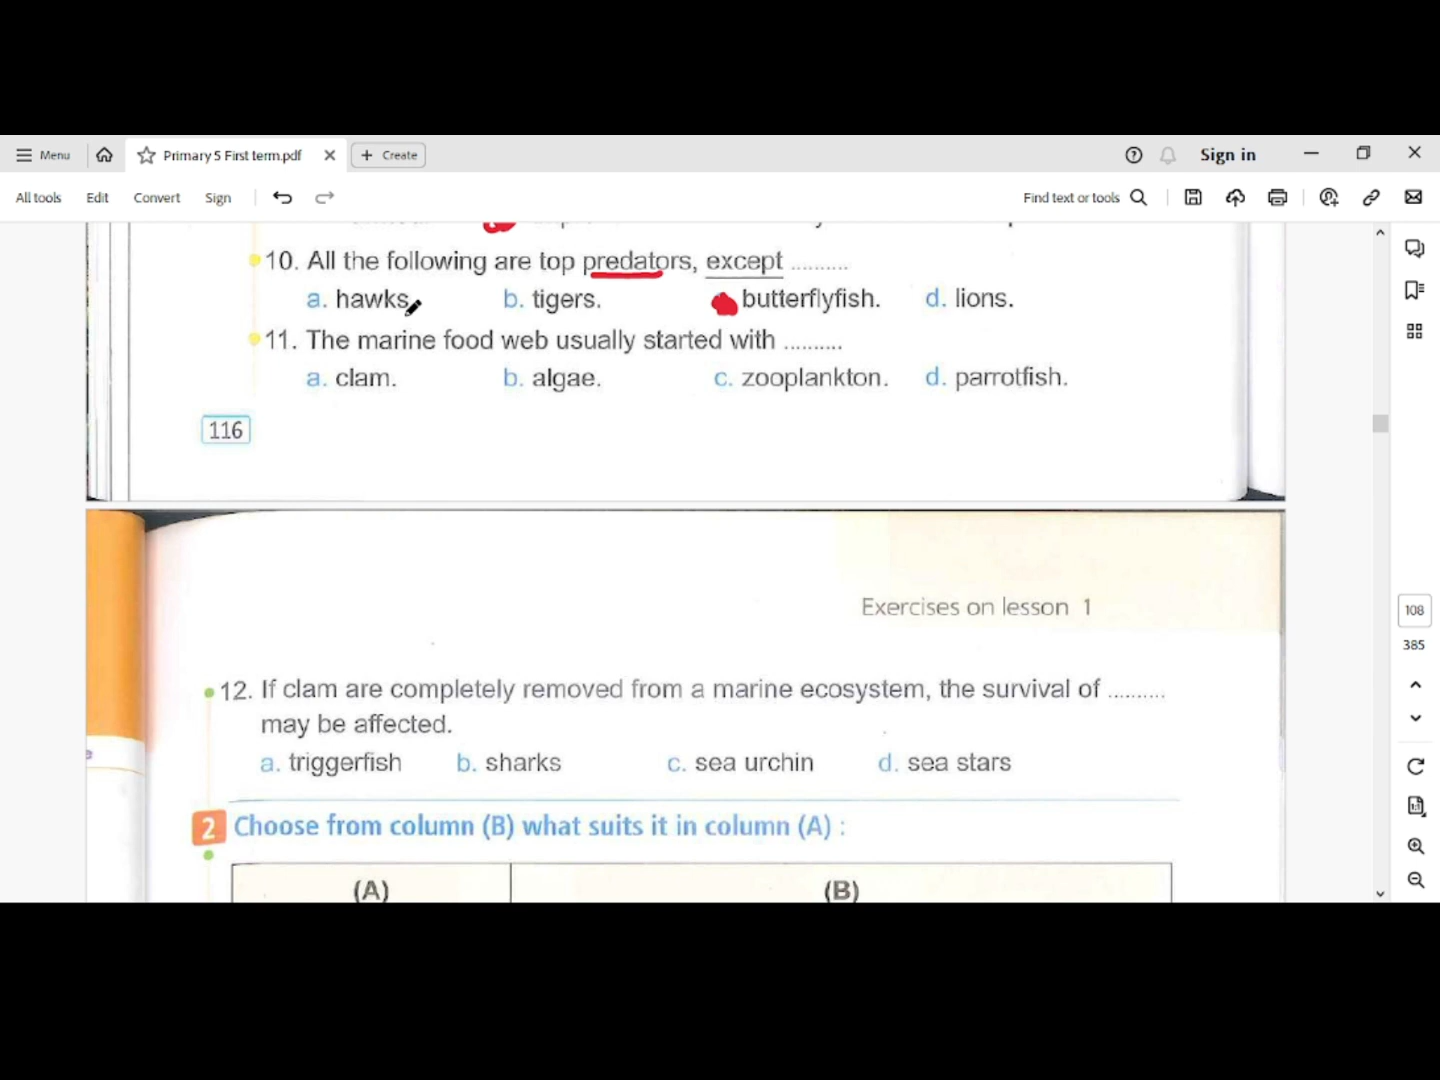 Menu
Primary 5 First term.pdf
Create
Sign in
All tools
Edit
Convert
Sign
Find text or tools
10. All the following are top predators, except ..........
a. hawks.
b. tigers.
butterflyfish.
d. lions.
11. The marine food web usually started with ..........
a. clam.
b. algae.
c. zooplankton.
d. parrotfish.
116
108
385
Exercises on lesson 1
12. If clam are completely removed from a marine ecosystem, the survival of ..........
may be affected.
a. triggerfish
b. sharks
c. sea urchin
d. sea stars
2 Choose from column (B) what suits it in column (A) :
(A)
(B)